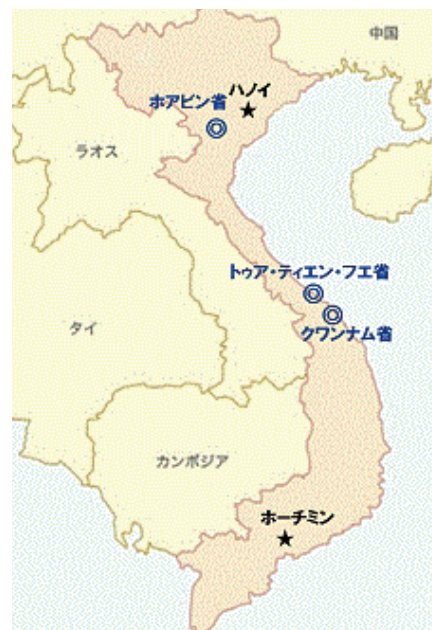 中国
ハノイ
ホアビン省
ラオス
トゥア・ティエン・フエ省
クワンナム省
タイ
カンボジア
ホーチミン